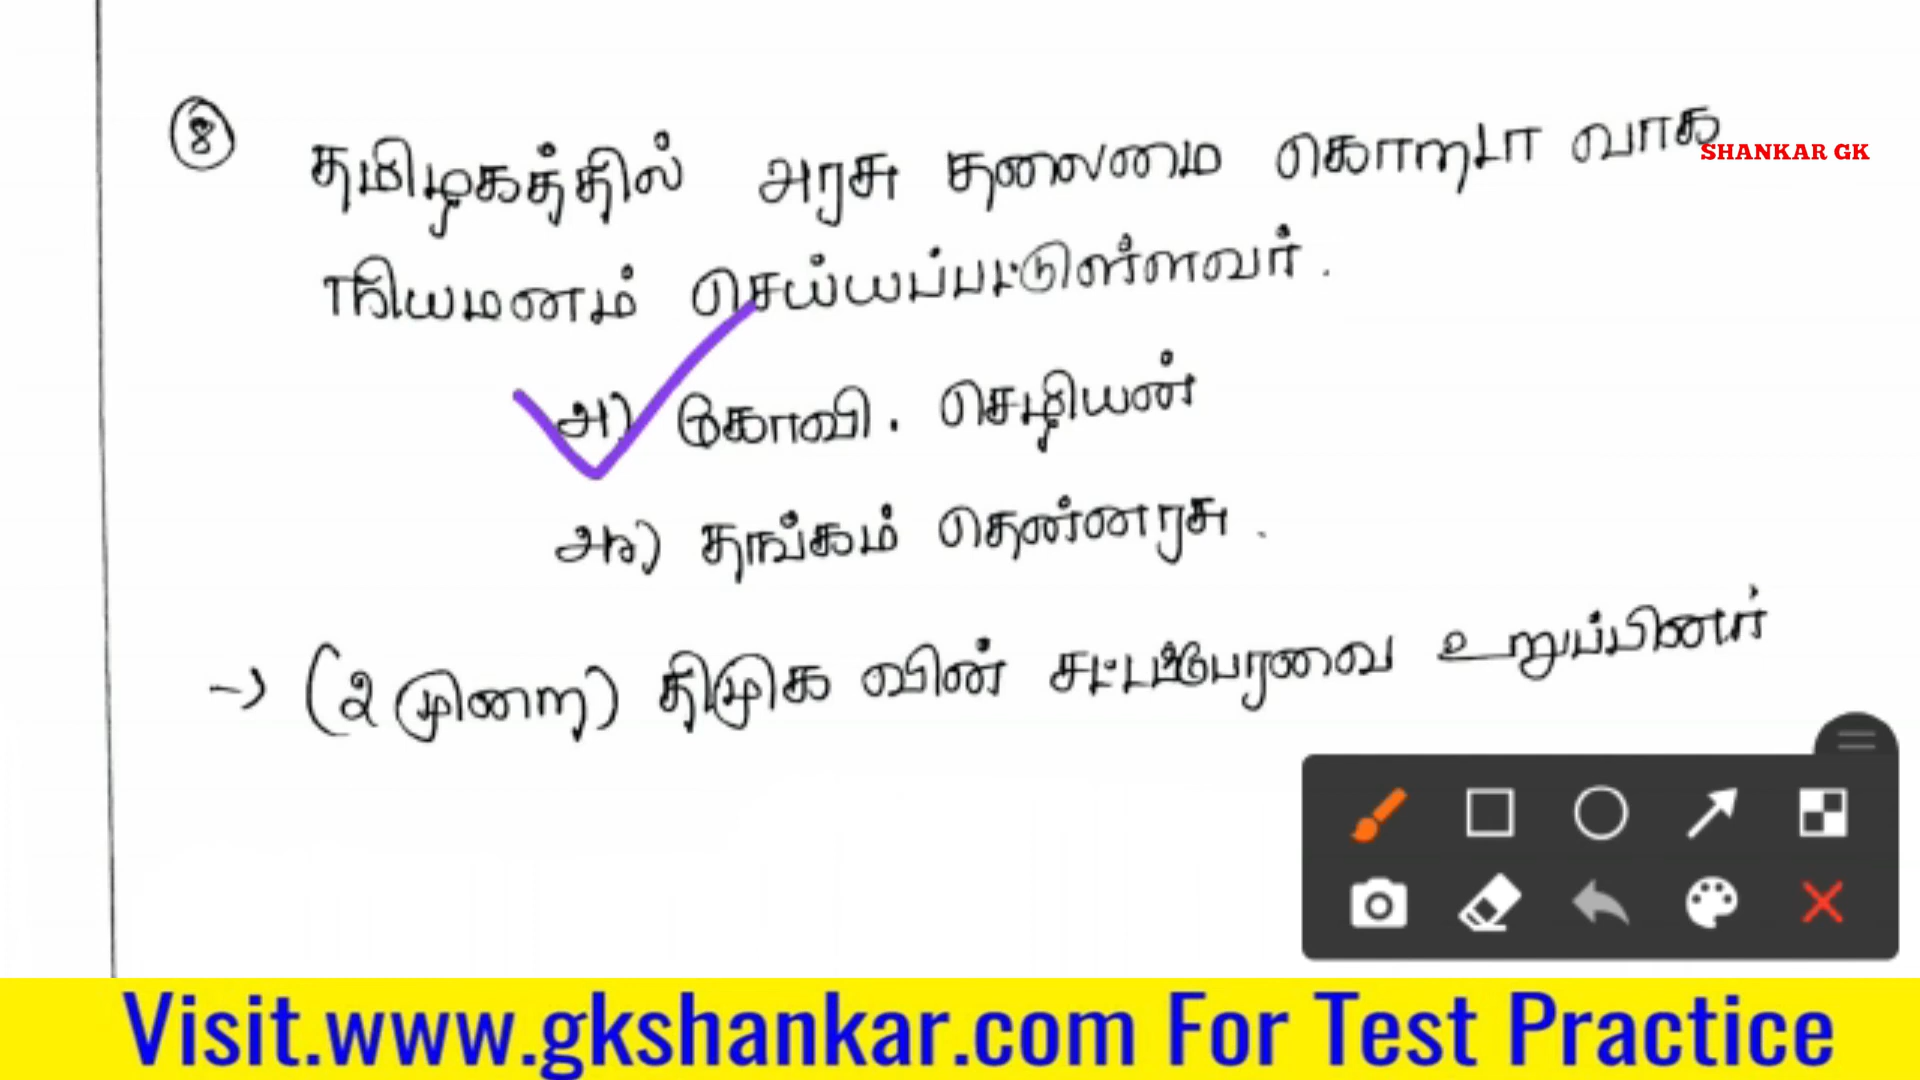 8 தமிழகத்தில் அரசு தலைமை கொறடா வாக
SHANKAR GK
நியமனம் செய்யப்பட்டுள்ளவர்.
அ) கோவி. செழியன்
ஆ) தங்கம் தென்னரசு.
-> (2 முறை) திமுக வின் சட்டப்பேரவை உறுப்பினர்
Visit.www.gkshankar.com For Test Practice